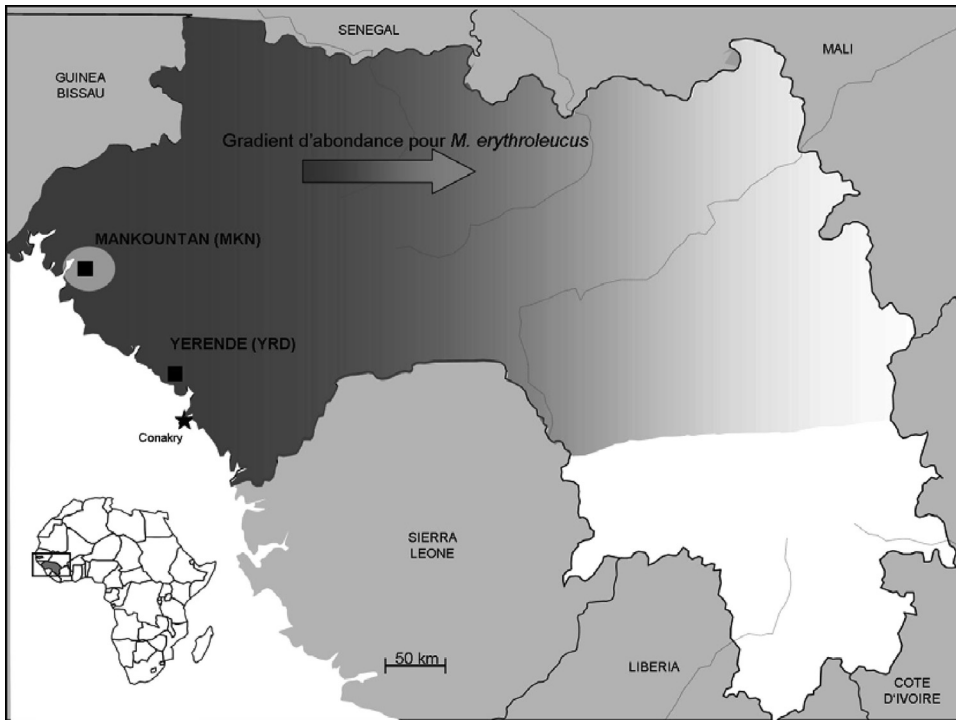 SENEGAL
MALI
GUINEA
BISSAU
Gradient d'abondance pour M. erythroleucus
MANKOUNTAN (MKN)
YERENDE (YRD)
Conakry
SIERRA
LEONE
50 km
LIBERIA
COTE
D'IVOIRE